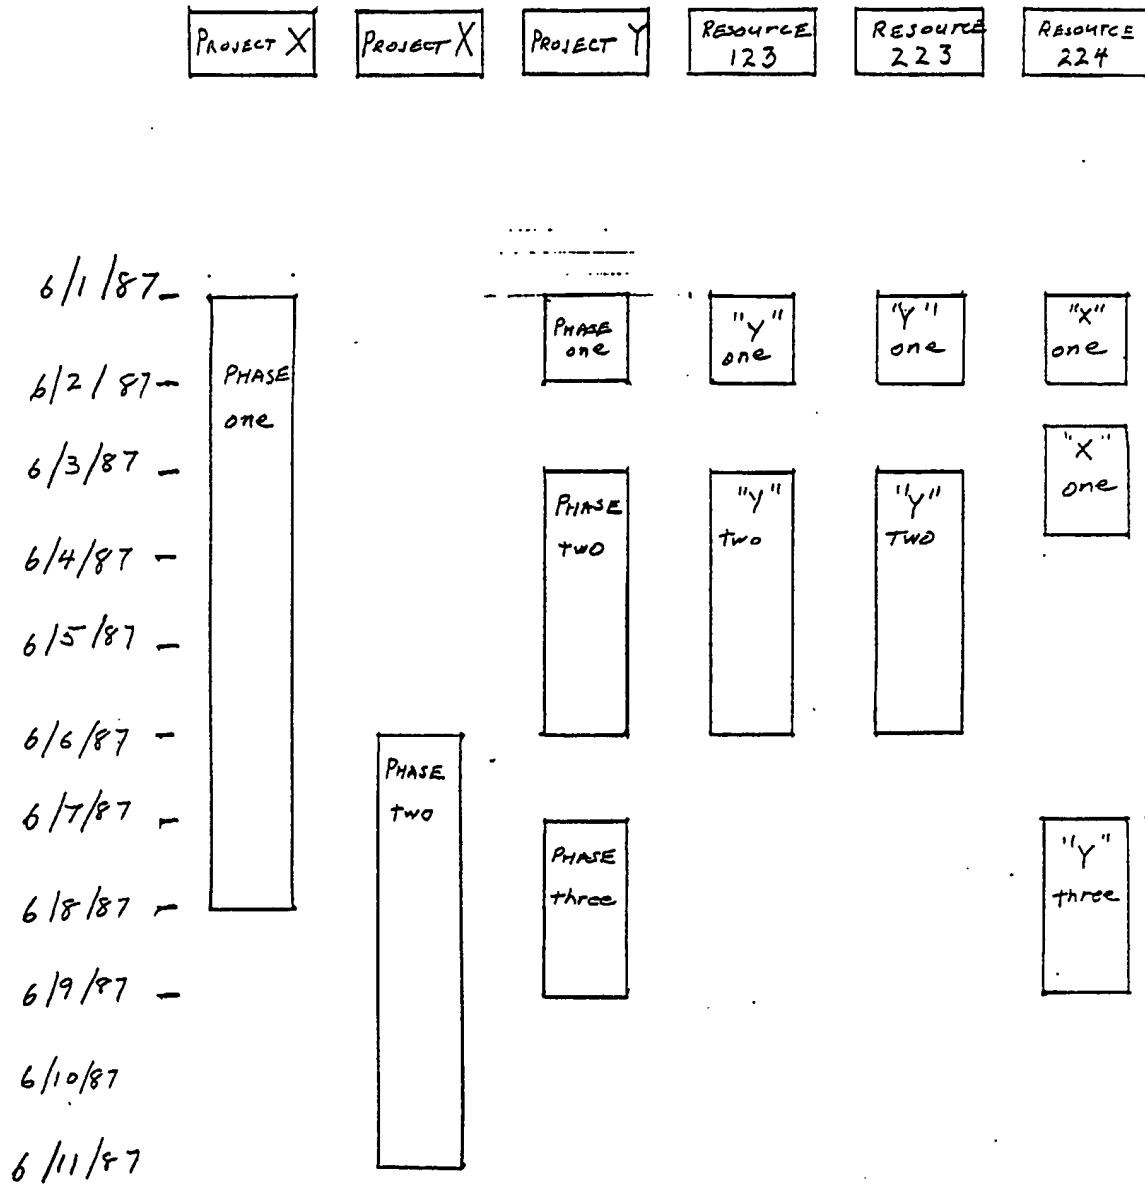 PROJECT X
PROJECT X
PROJECT Y
RESOURCE
123
RESOURCE
223
RESOURCE
224
6/1/87
PHASE
one
"Y"
one
"Y"
one
"X"
one
6/2/87
PHASE
one
6/3/87
"X"
one
PHASE
two
"Y"
two
"Y"
TWO
6/4/87
6/5/87
6/6/87
PHASE
two
6/7/87
PHASE
three
"Y"
three
6/8/87
6/9/87
6/10/87
6/11/87